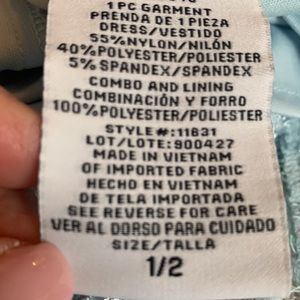 1 PC GARMENT
PRENDA DE 1 PIEZA
DRESS/VESTIDO
55%NYLON/NILÓN
40%POLYESTER/POLIESTER
5%SPANDEX/SPANDEX
COMBO AND LINING
COMBINACIÓN Y FORRO
100%POLYESTER/POLIESTER
STYLE#:11631
LOT/LOTE:900427
MADE IN VIETNAM
OF IMPORTED FABRIC
HECHO EN VIETNAM
DE TELA IMPORTADA
SEE REVERSE FOR CARE
VER AL DORSO PARA CUIDADO
SIZE/TALLA
1/2